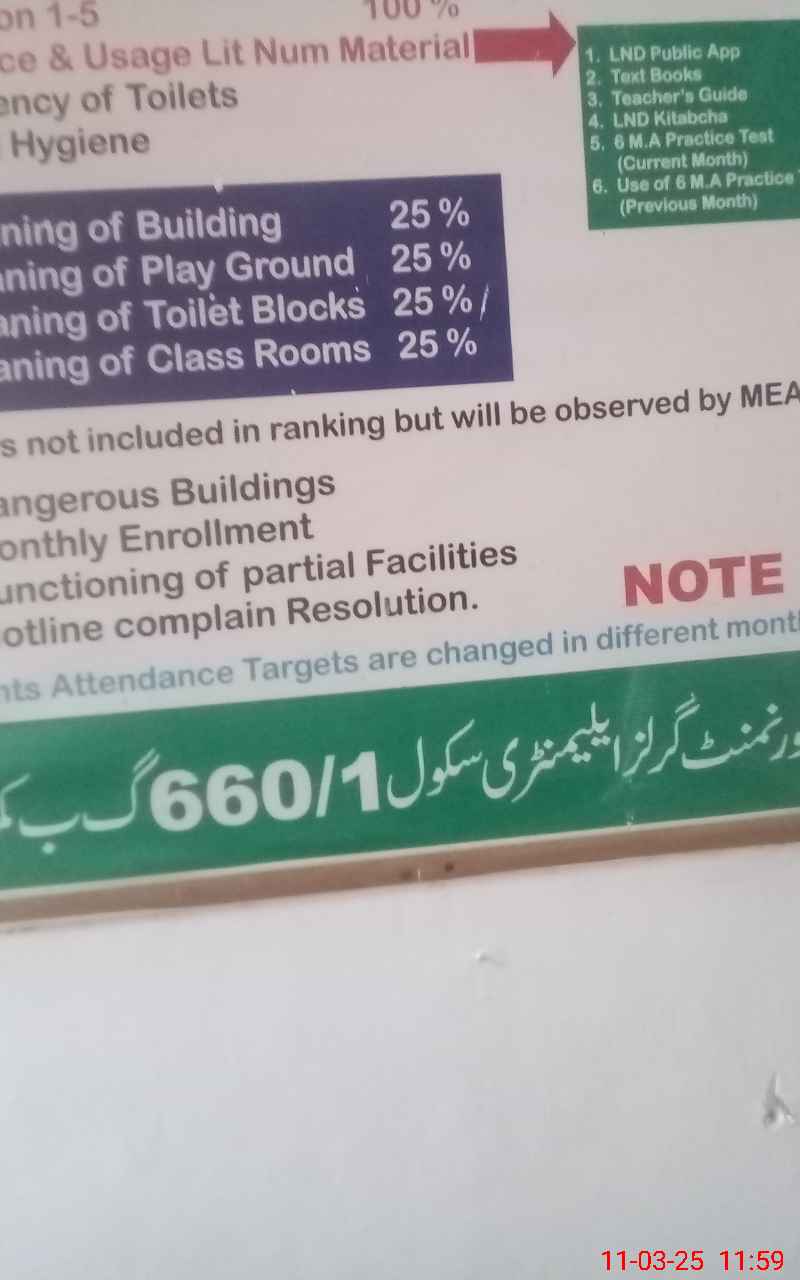 on 1-5 100 %
ce & Usage Lit Num Material
ency of Toilets
Hygiene
1. LND Public App
2. Text Books
3. Teacher's Guide
4. LND Kitabcha
5. 6 M.A Practice Test
(Current Month)
6. Use of 6 M.A Practice
(Previous Month)
ning of Building 25 %
aning of Play Ground 25 %
aning of Toilet Blocks 25 %
aning of Class Rooms 25 %
s not included in ranking but will be observed by MEA
angerous Buildings
onthly Enrollment
unctioning of partial Facilities
otline complain Resolution.
NOTE
nts Attendance Targets are changed in different month
ورنمنٹ گرلز ایلیمنٹری سکول 660/1 گ ب
11-03-25 11:59